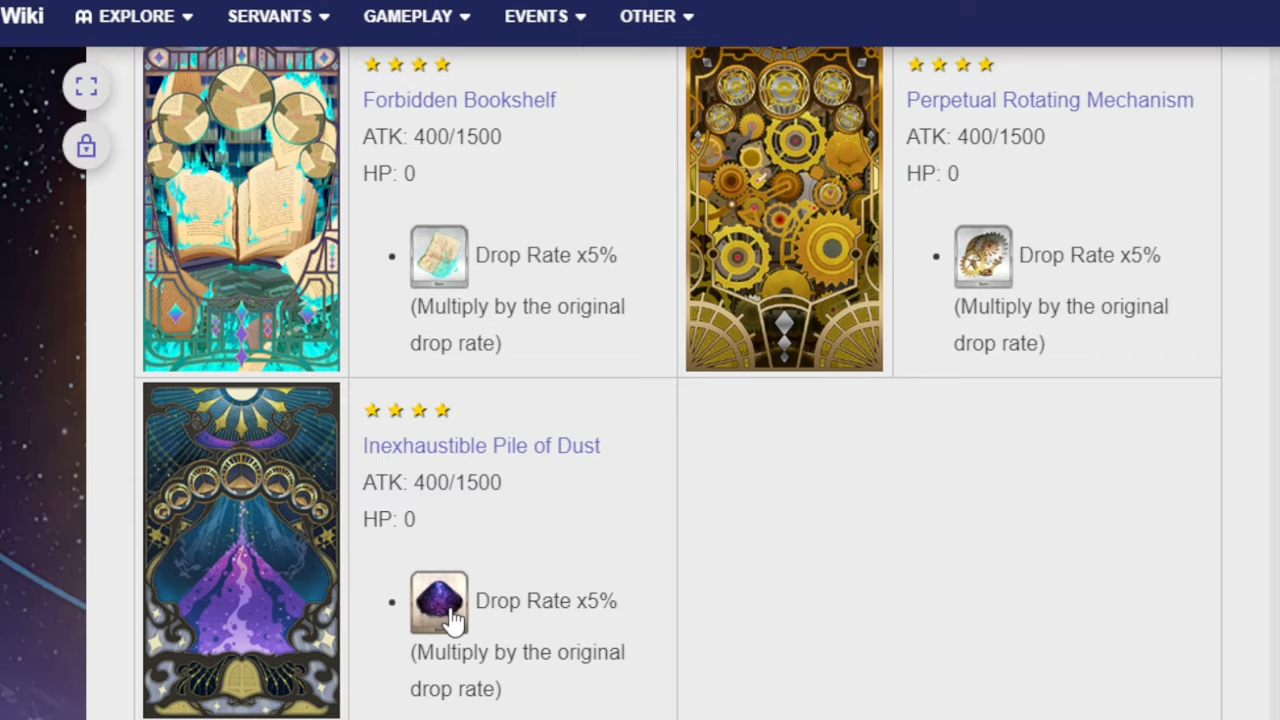 Wiki EXPLORE SERVANTS GAMEPLAY EVENTS OTHER
Forbidden Bookshelf
ATK: 400/1500
HP: 0
Drop Rate x5%
(Multiply by the original
drop rate)
Perpetual Rotating Mechanism
ATK: 400/1500
HP: 0
Drop Rate x5%
(Multiply by the original
drop rate)
Inexhaustible Pile of Dust
ATK: 400/1500
HP: 0
Drop Rate x5%
(Multiply by the original
drop rate)